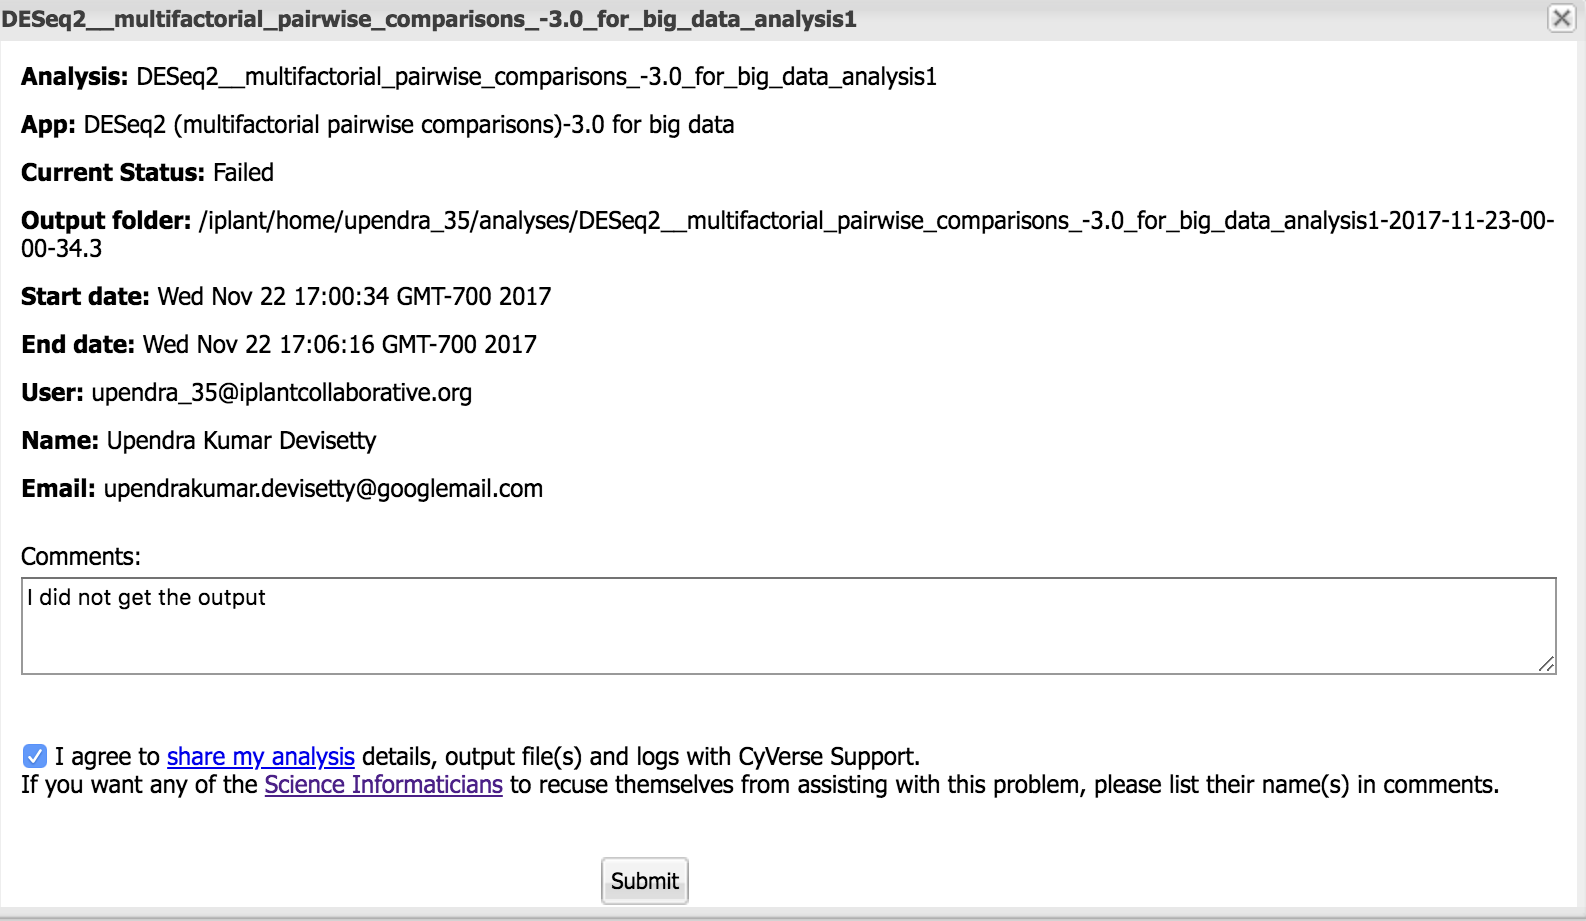 DESeq2__multifactorial_pairwise_comparisons_-3.0_for_big_data_analysis1
Analysis: DESeq2__multifactorial_pairwise_comparisons_-3.0_for_big_data_analysis1
App: DESeq2 (multifactorial pairwise comparisons)-3.0 for big data
Current Status: Failed
Output folder: /iplant/home/upendra_35/analyses/DESeq2__multifactorial_pairwise_comparisons_-3.0_for_big_data_analysis1-2017-11-23-00-
00-34.3
Start date: Wed Nov 22 17:00:34 GMT-700 2017
End date: Wed Nov 22 17:06:16 GMT-700 2017
User: upendra_35@iplantcollaborative.org
Name: Upendra Kumar Devisetty
Email: upendrakumar.devisetty@googlemail.com
Comments:
I did not get the output
I agree to share my analysis details, output file(s) and logs with CyVerse Support.
If you want any of the Science Informaticians to recuse themselves from assisting with this problem, please list their name(s) in comments.
Submit